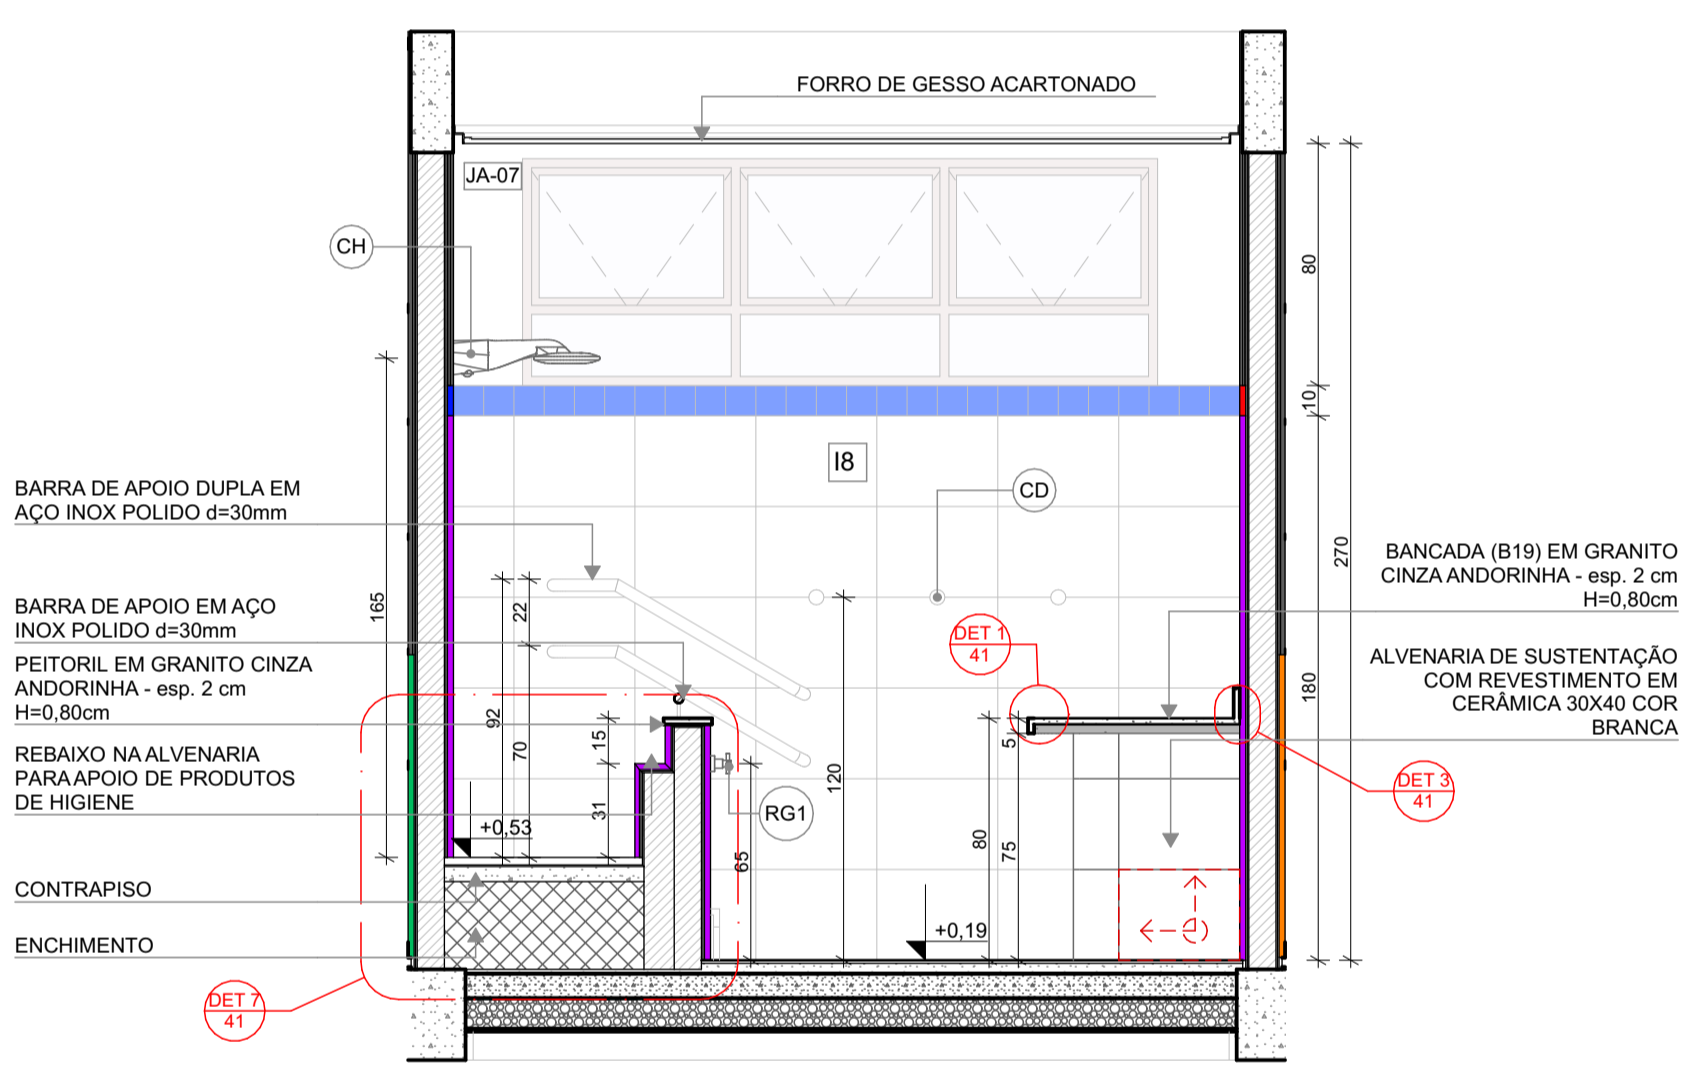 FORRO DE GESSO ACARTONADO
JA-07
CH
80
10
I8
CD
BARRA DE APOIO DUPLA EM
AÇO INOX POLIDO d=30mm
BARRA DE APOIO EM AÇO
INOX POLIDO d=30mm
PEITORIL EM GRANITO CINZA
ANDORINHA - esp. 2 cm
H=0,80cm
REBAIXO NA ALVENARIA
PARA APOIO DE PRODUTOS
DE HIGIENE
CONTRAPISO
ENCHIMENTO
DET 7
41
165
92
22
70
15
31
+0,53
RG1
65
120
+0,19
80
75
5
DET 1
41
270
180
BANCADA (B19) EM GRANITO
CINZA ANDORINHA - esp. 2 cm
H=0,80cm
ALVENARIA DE SUSTENTAÇÃO
COM REVESTIMENTO EM
CERÂMICA 30X40 COR
BRANCA
DET 3
41